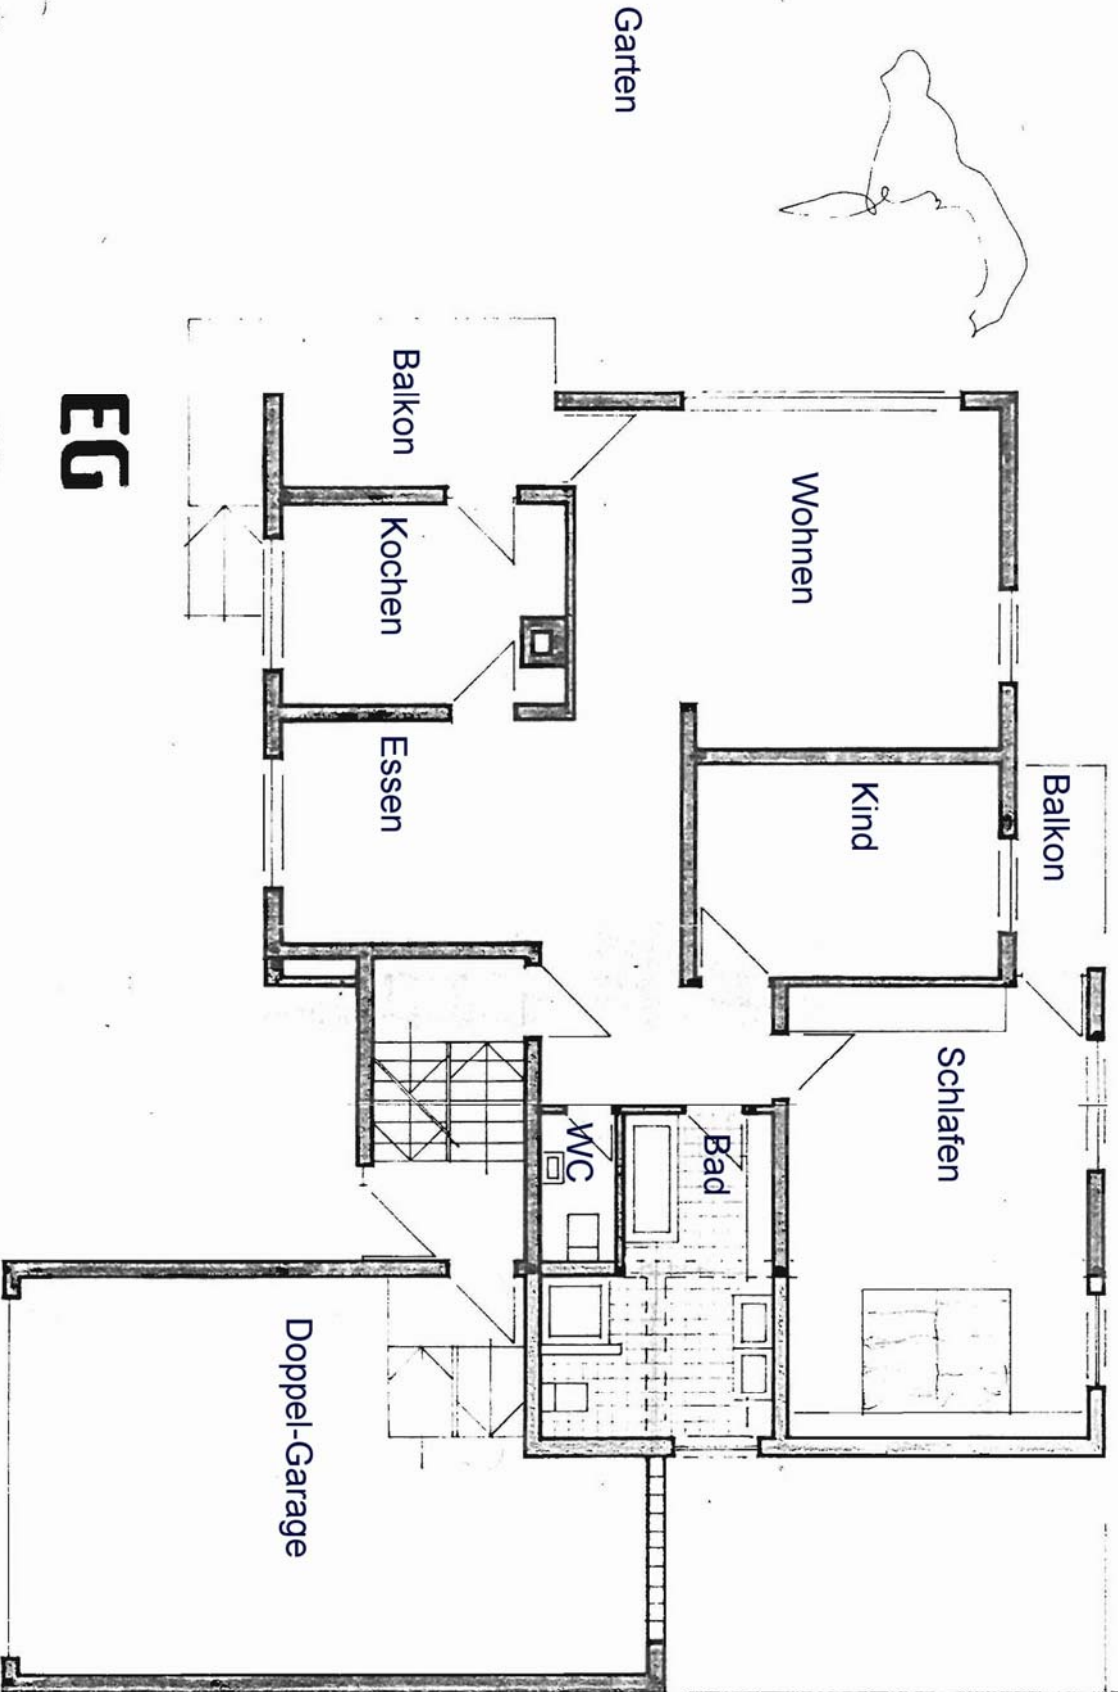 Garten
Balkon
Wohnen
Kochen
Kind
Balkon
Essen
Schlafen
Bad
WC
Doppel-Garage
EG